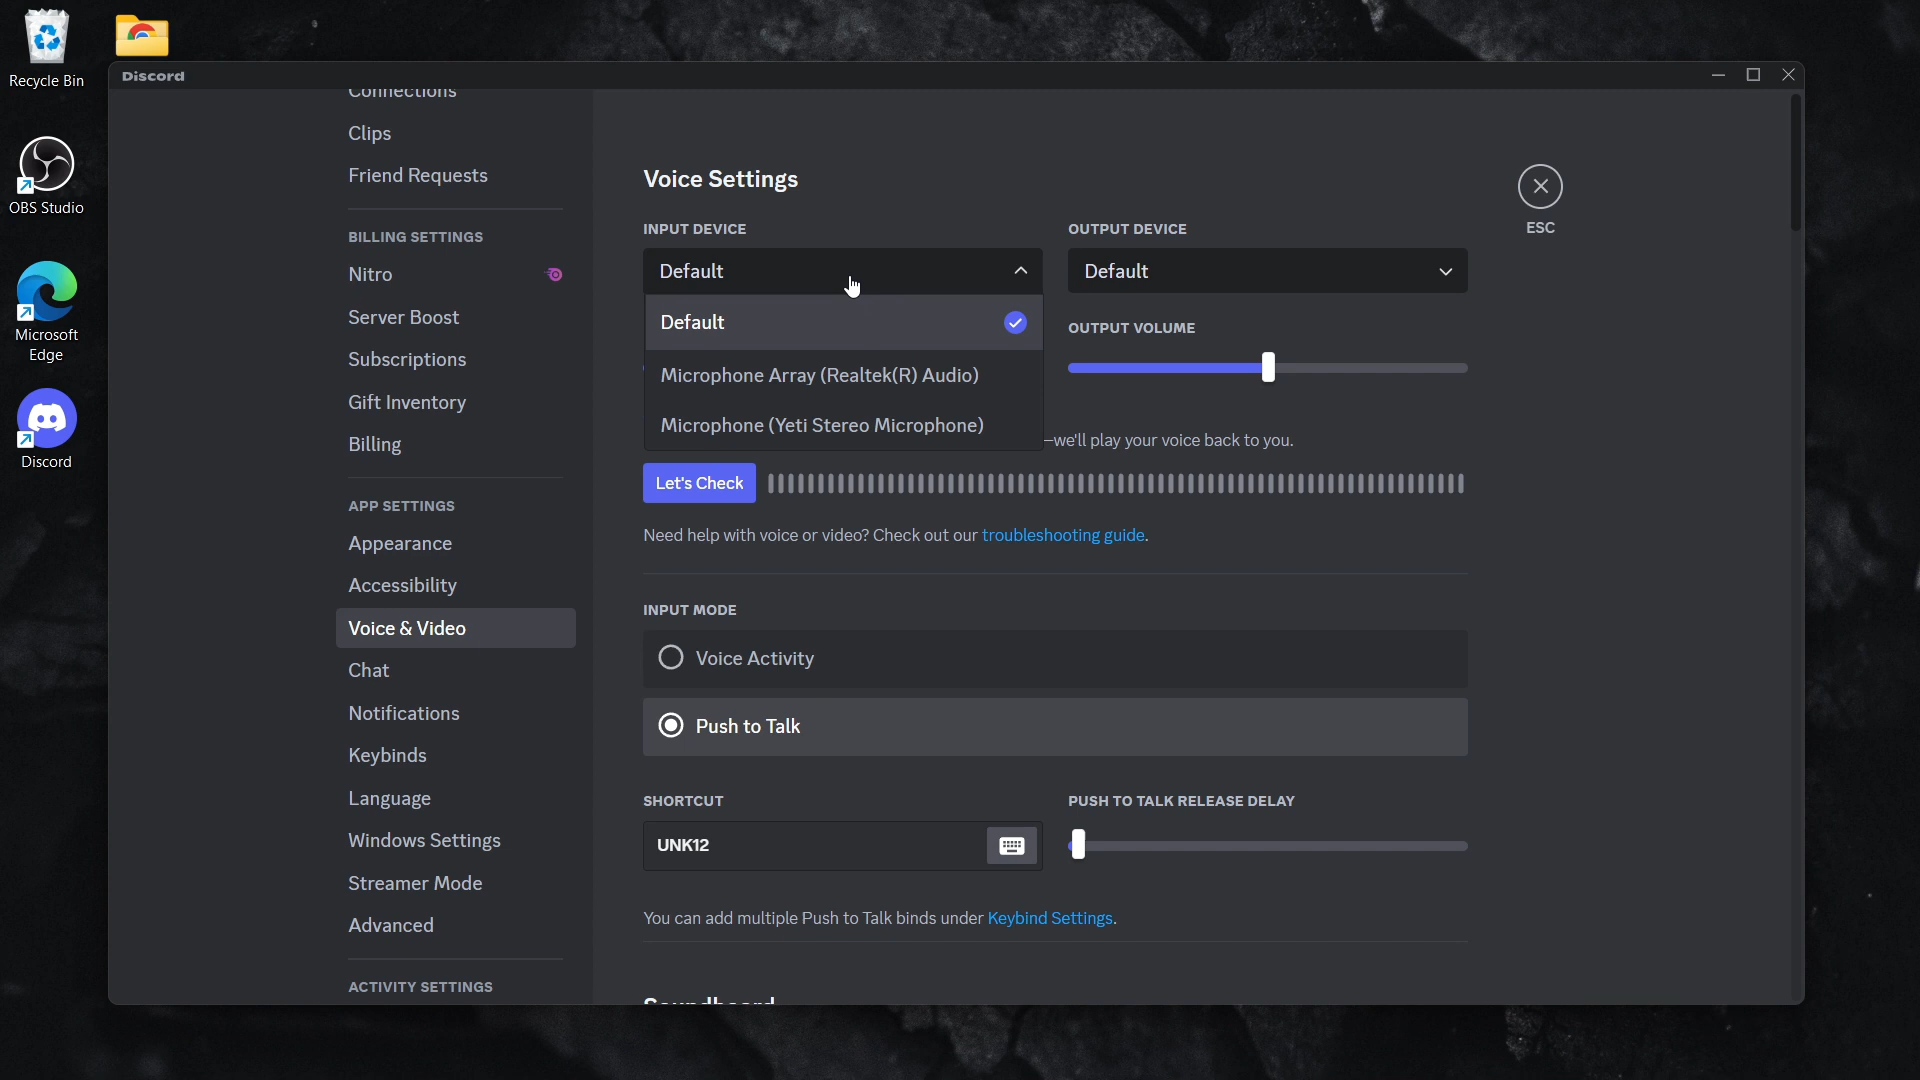 Recycle Bin
OBS Studio
Microsoft
Edge
Discord
Discord
Connections
Clips
Friend Requests
BILLING SETTINGS
Nitro
Server Boost
Subscriptions
Gift Inventory
Billing
APP SETTINGS
Appearance
Accessibility
Voice & Video
Chat
Notifications
Keybinds
Language
Windows Settings
Streamer Mode
Advanced
ACTIVITY SETTINGS
Voice Settings
ESC
INPUT DEVICE
OUTPUT DEVICE
Default
Default
Default
OUTPUT VOLUME
Microphone Array (Realtek(R) Audio)
Microphone (Yeti Stereo Microphone)
—we'll play your voice back to you.
Let's Check
Need help with voice or video? Check out our troubleshooting guide.
INPUT MODE
Voice Activity
Push to Talk
SHORTCUT
PUSH TO TALK RELEASE DELAY
UNK12
You can add multiple Push to Talk binds under Keybind Settings.
Soundboard